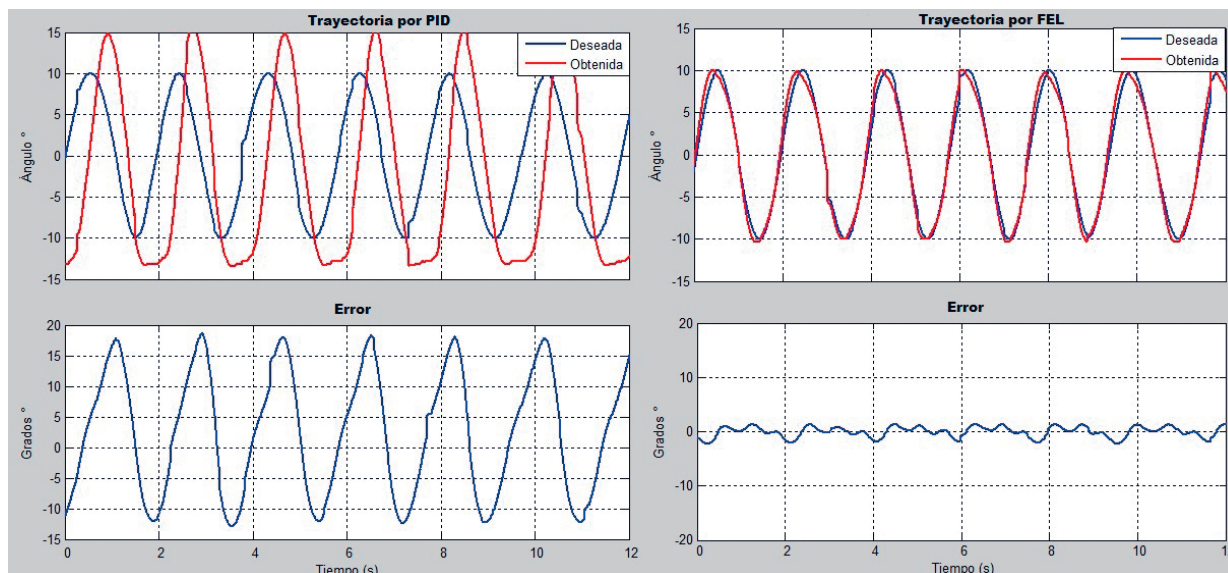 Trayectoria por PID
15
10
5
0
-5
-10
-15
Ángulo °
Deseada
Obtenida
Error
20
15
10
5
0
-5
-10
-15
Grados °
0 2 4 6 8 10 12
Tiempo (s)
Trayectoria por FEL
15
10
5
0
-5
-10
-15
Ángulo °
Deseada
Obtenida
Error
20
10
0
-10
-20
Grados °
0 2 4 6 8 10 1
Tiempo (s)